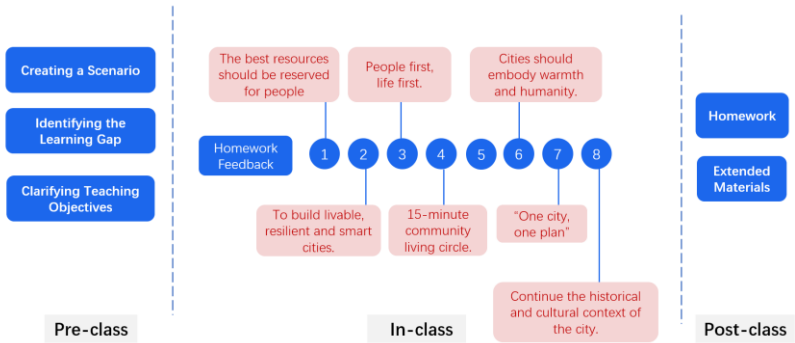 Creating a Scenario
Identifying the
Learning Gap
Clarifying Teaching
Objectives
Pre-class
The best resources
should be reserved
for people
People first,
life first.
Cities should
embody warmth
and humanity.
Homework
Feedback
1
2
3
4
5
6
7
8
To build livable,
resilient and smart
cities.
15-minute
community
living circle.
“One city,
one plan”
Continue the historical
and cultural context of
the city.
In-class
Homework
Extended
Materials
Post-class